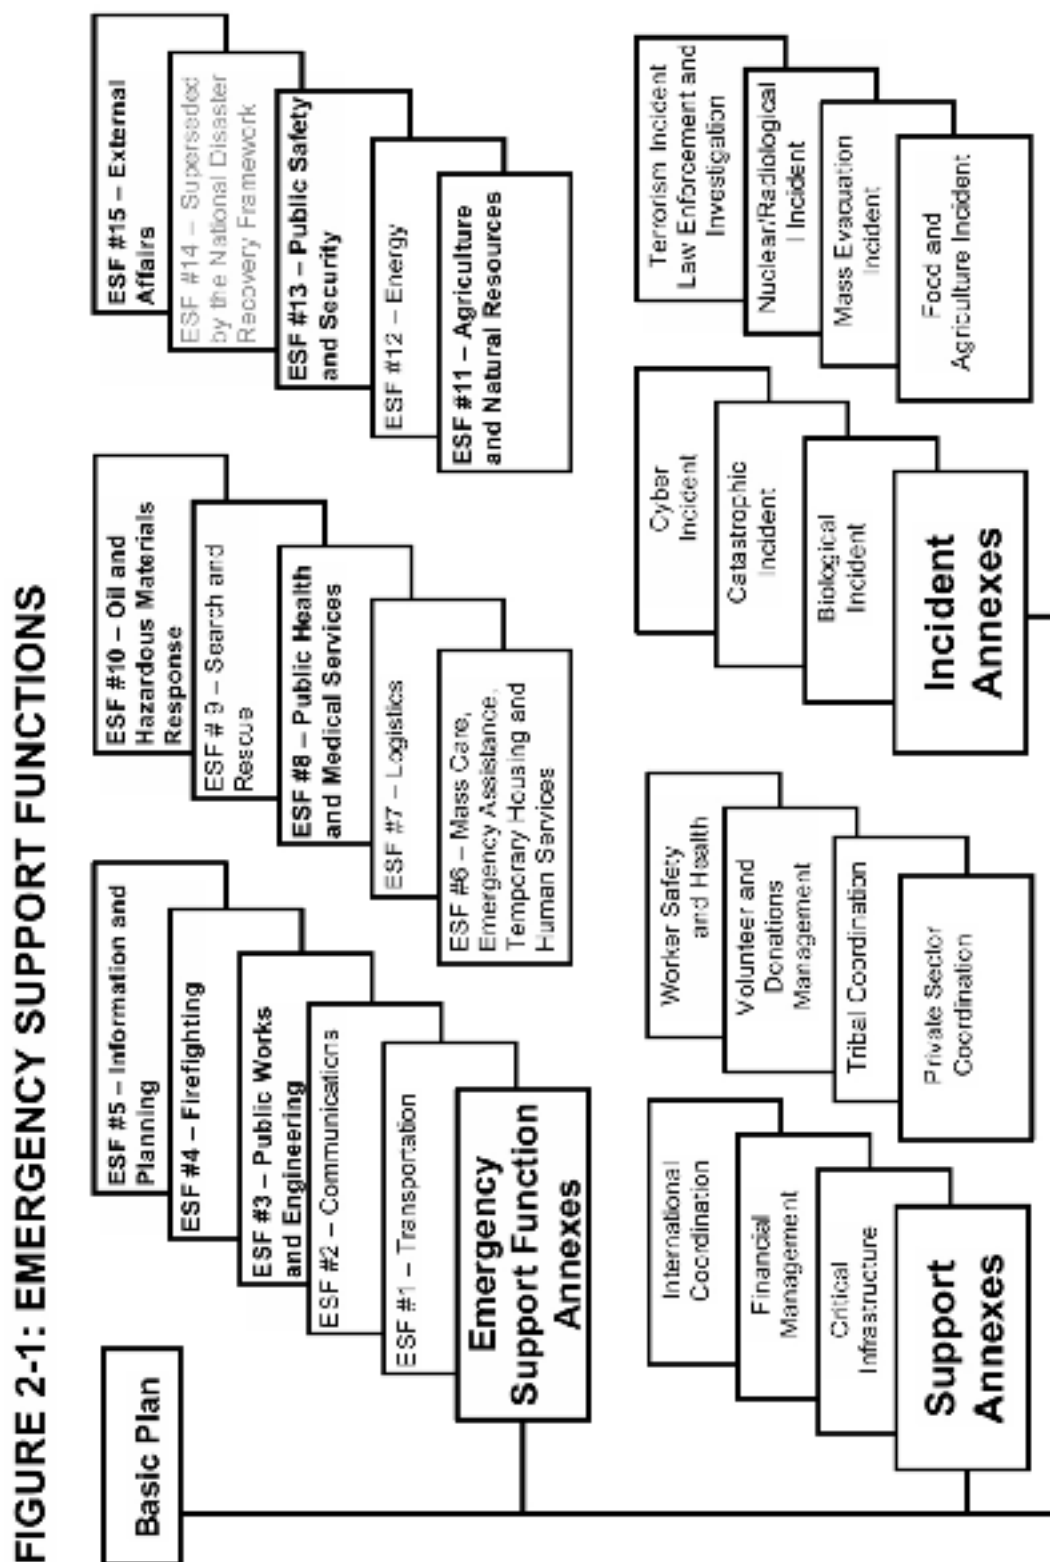 FIGURE 2-1: EMERGENCY SUPPORT FUNCTIONS
Basic Plan
ESF #5 – Information and
Planning
ESF #4 – Firefighting
ESF #3 – Public Works
and Engineering
ESF #2 – Communications
ESF #1 – Transportation
Emergency
Support Function
Annexes
ESF #10 – Oil and
Hazardous Materials
Response
ESF # 9 – Search and
Rescue
ESF #8 – Public Health
and Medical Services
ESF #7 – Logistics
ESF #6 – Mass Care,
Emergency Assistance,
Temporary Housing and
Human Services
ESF #15 – External
Affairs
ESF #14 – Superseded
by the National Disaster
Recovery Framework
ESF #13 – Public Safety
and Security
ESF #12 – Energy
ESF #11 – Agriculture
and Natural Resources
International
Coordination
Financial
Management
Critical
Infrastructure
Support
Annexes
Worker Safety
and Health
Volunteer and
Donations
Management
Tribal Coordination
Private Sector
Coordination
Cyber
Incident
Catastrophic
Incident
Biological
Incident
Incident
Annexes
Terrorism Incident
Law Enforcement and
Investigation
Nuclear/Radiological
l Incident
Mass Evacuation
Incident
Food and
Agriculture Incident